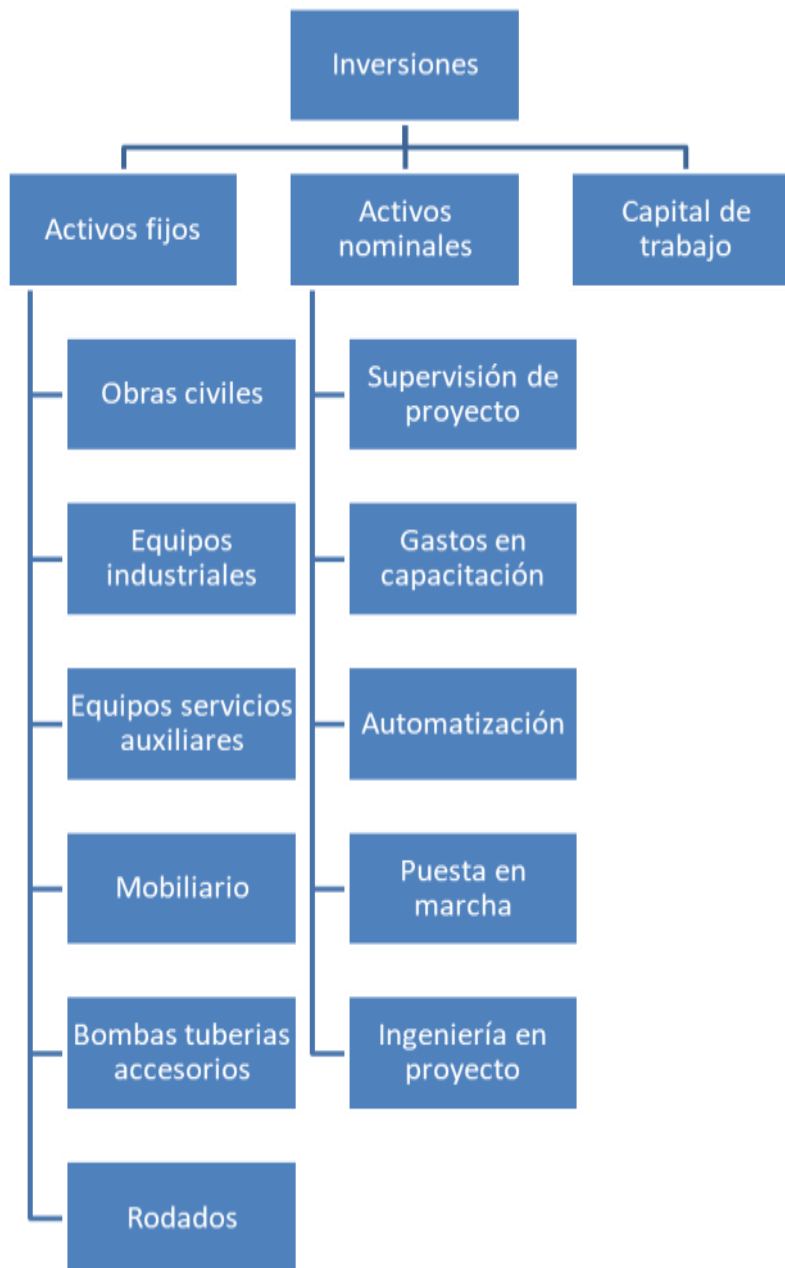 Inversiones
Activos fijos
Activos
nominales
Capital de
trabajo
Obras civiles
Equipos
industriales
Equipos servicios
auxiliares
Mobiliario
Bombas tuberias
accesorios
Rodados
Supervisión de
proyecto
Gastos en
capacitación
Automatización
Puesta en
marcha
Ingeniería en
proyecto